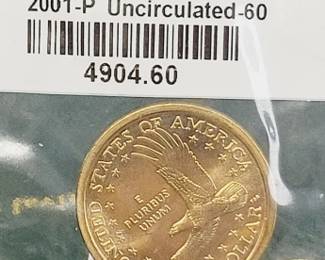 2001-P Uncirculated-60
4904.60
UNITED STATES OF AMERICA
E
PLURIBUS
UNUM
DOLLAR